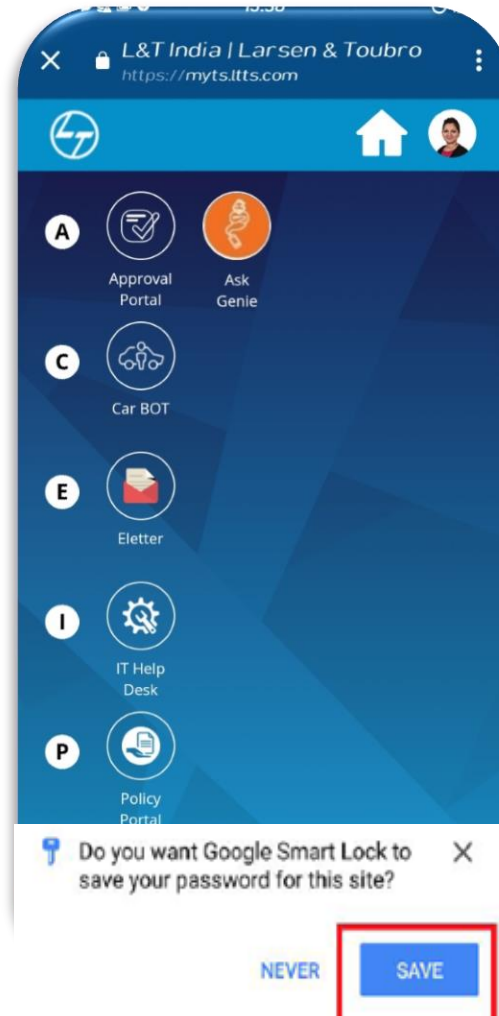 L&T India | Larsen & Toubro
https://myts.ltts.com
LT
A
Approval
Portal
Ask
Genie
C
Car BOT
E
Eletter
I
IT Help
Desk
P
Policy
Portal
Do you want Google Smart Lock to
save your password for this site?
NEVER
SAVE